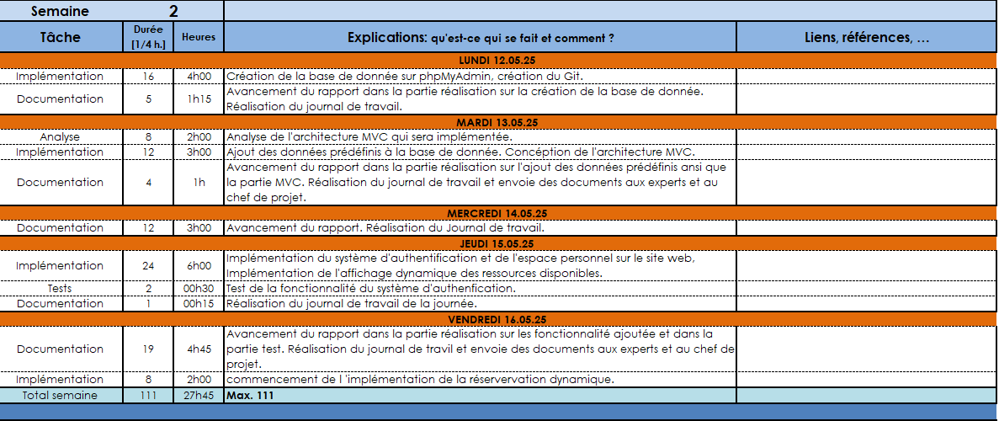 Semaine 2
Tâche Durée [1/4 h.] Heures Explications: qu'est-ce qui se fait et comment ? Liens, références, …
LUNDI 12.05.25
Implémentation 16 4h00 Création de la base de donnée sur phpMyAdmin, création du Git.
Documentation 5 1h15 Avancement du rapport dans la partie réalisation sur la création de la base de donnée.
Réalisation du journal de travail.
MARDI 13.05.25
Analyse 8 2h00 Analyse de l'architecture MVC qui sera implémentée.
Implémentation 12 3h00 Ajout des données prédéfinis à la base de donnée. Concéption de l'architecture MVC.
Documentation 4 1h Avancement du rapport dans la partie réalisation sur l'ajout des données prédéfinis ansi que
la partie MVC. Réalisation du journal de travail et envoie des documents aux experts et au
chef de projet.
MERCREDI 14.05.25
Documentation 12 3h00 Avancement du rapport. Réalisation du Journal de travail.
JEUDI 15.05.25
Implémentation 24 6h00 Implémentation du système d'authentification et de l'espace personnel sur le site web,
Implémentation de l'affichage dynamique des ressources disponibles.
Tests 2 00h30 Test de la fonctionnalité du système d'authenfication.
Documentation 1 00h15 Réalisation du journal de travail de la journée.
VENDREDI 16.05.25
Documentation 19 4h45 Avancement du rapport dans la partie réalisation sur les fonctionnalité ajoutée et dans la
partie test. Réalisation du journal de travil et envoie des documents aux experts et au chef de
projet.
Implémentation 8 2h00 commencement de l 'implémentation de la réservervation dynamique.
Total semaine 111 27h45 Max. 111